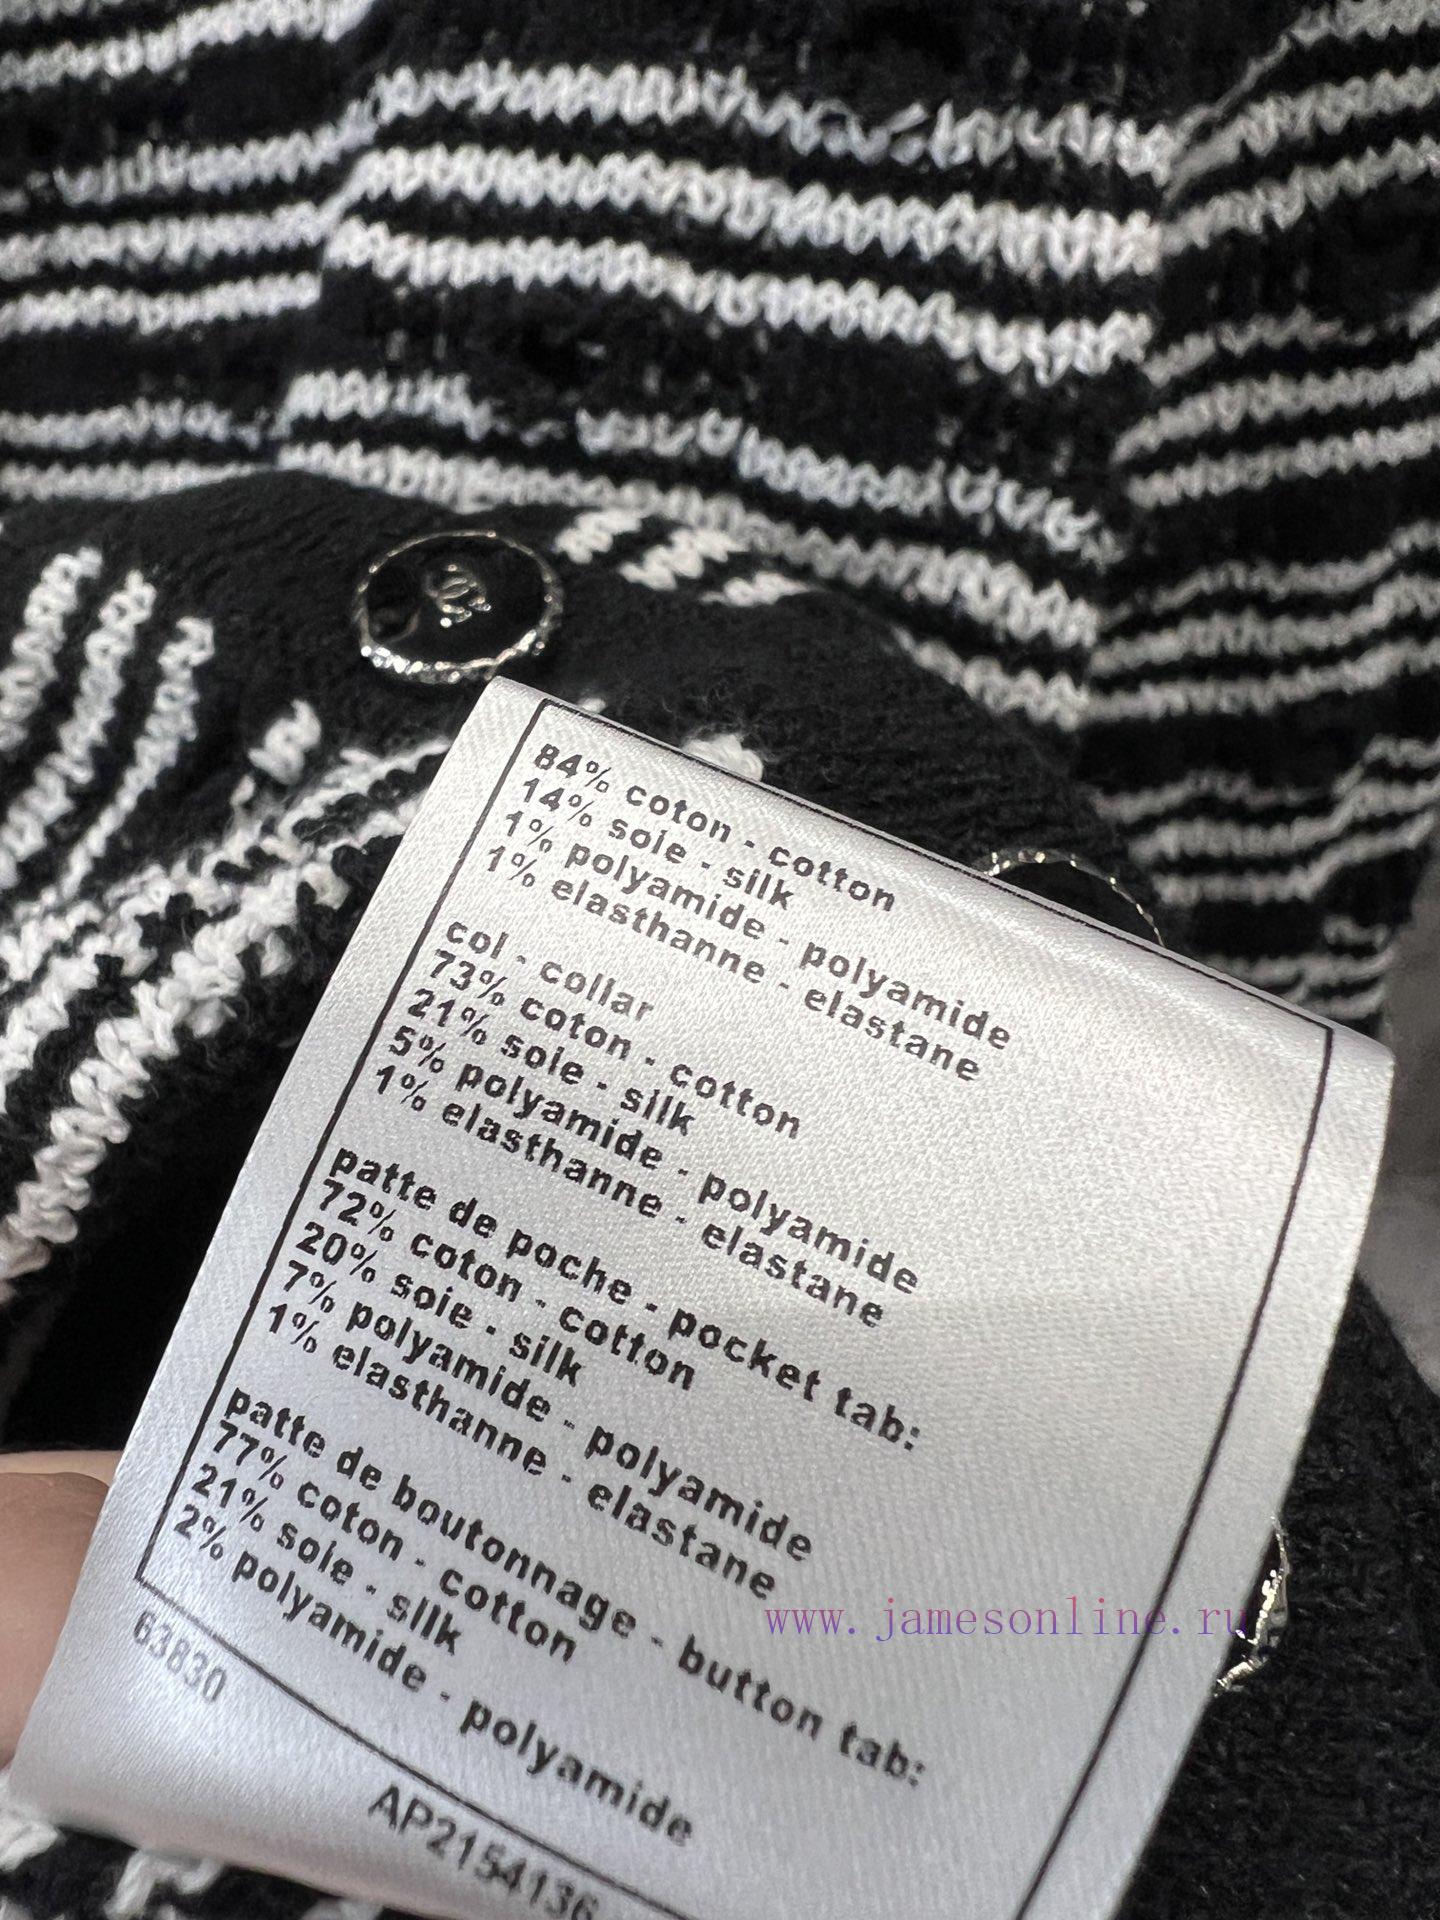 84% coton - cotton
14% soie - silk
1% polyamide - polyamide
1% elasthanne - elastane
col - collar
73% coton - cotton
21% soie - silk
5% polyamide - polyamide
1% elasthanne - elastane
patte de poche - pocket tab:
72% coton - cotton
20% soie - silk
7% polyamide - polyamide
1% elasthanne - elastane
patte de boutonnage - button tab:
77% coton - cotton
21% soie - silk
2% polyamide - polyamide
63830
AP2154136
www.jamesonline.ru